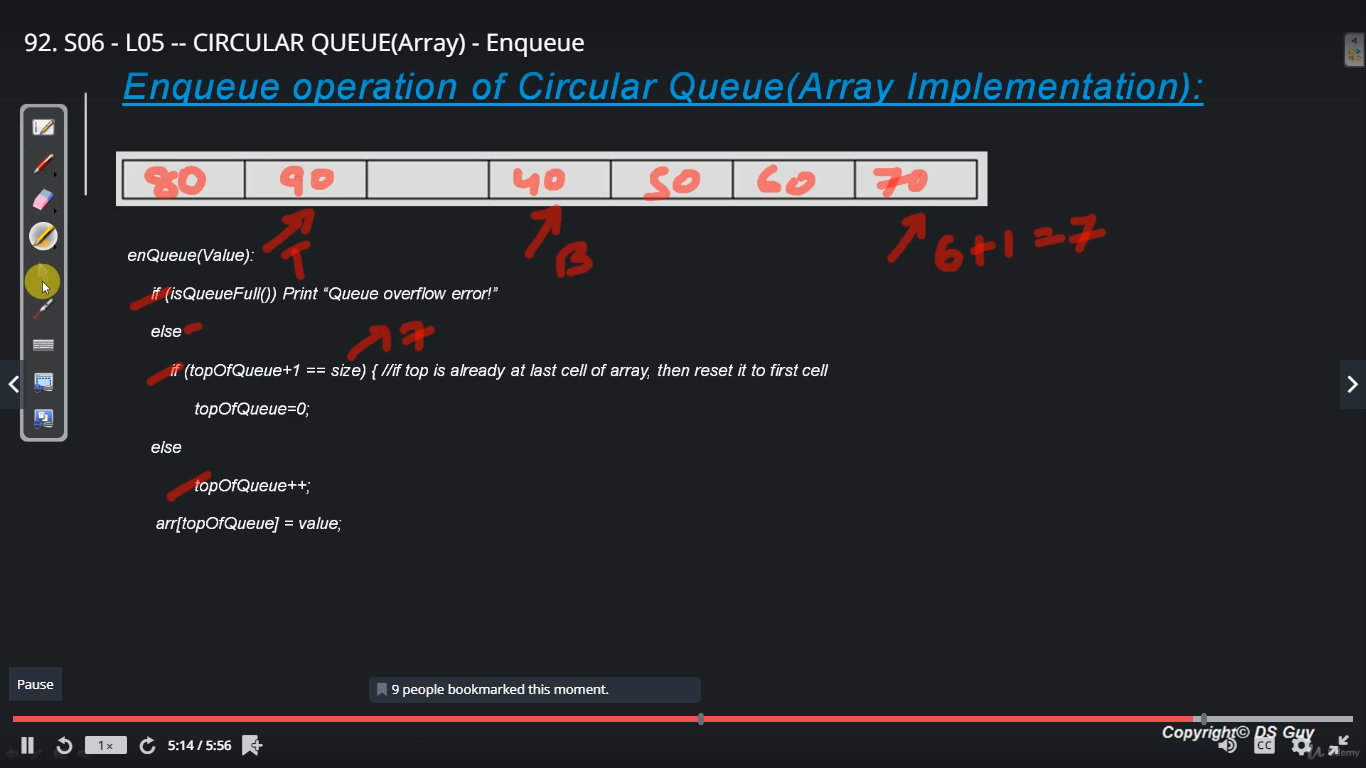 92. S06 - L05 -- CIRCULAR QUEUE(Array) - Enqueue
Enqueue operation of Circular Queue(Array Implementation):
80 90 40 50 60 70
T B 6+1=7
enQueue(Value):
if (isQueueFull()) Print “Queue overflow error!”
else
7
if (topOfQueue+1 == size) { //if top is already at last cell of array, then reset it to first cell
topOfQueue=0;
else
topOfQueue++;
arr[topOfQueue] = value;
Pause
9 people bookmarked this moment.
Copyright© DS Guy
1x 5:14 / 5:56 CC